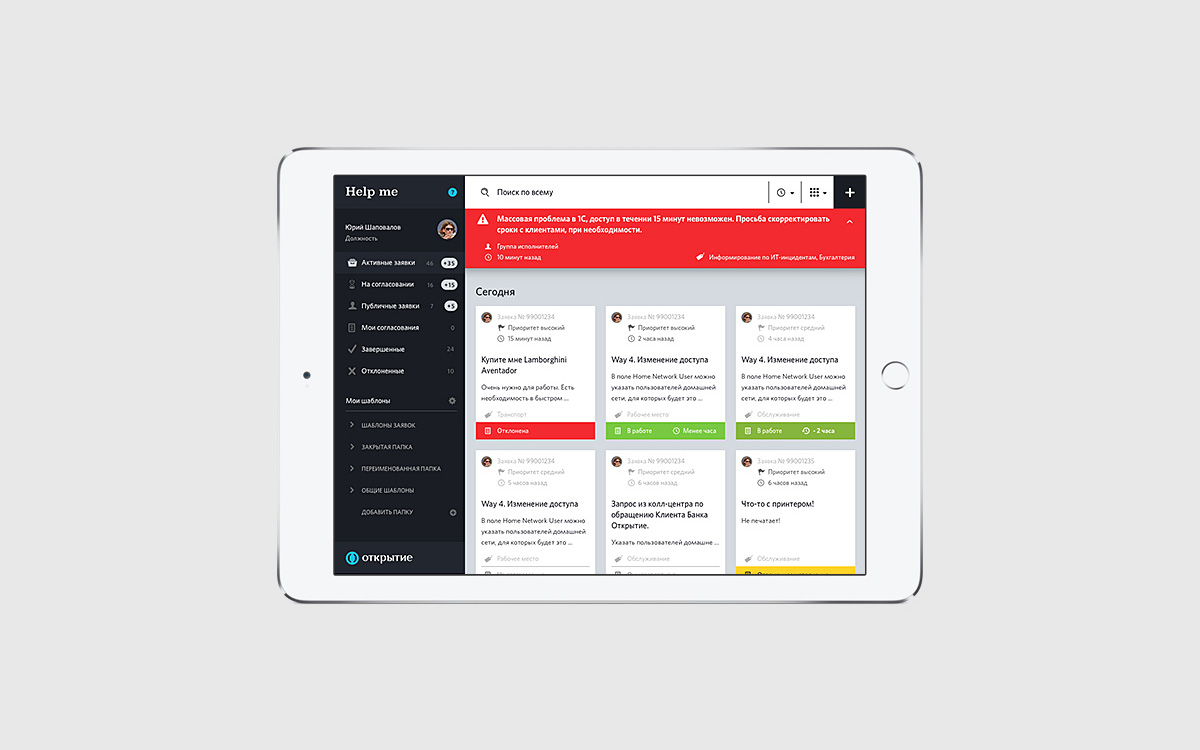 Help me
?
Поиск по всему
Юрий Шаповалов
Должность
Активные заявки 46 +35
На согласовании 16 +15
Публичные заявки 7 +5
Мои согласования 0
Завершенные 24
Отклоненные 10
Мои шаблоны
ШАБЛОНЫ ЗАЯВОК
ЗАКРЫТАЯ ПАПКА
ПЕРЕИМЕНОВАННАЯ ПАПКА
ОБЩИЕ ШАБЛОНЫ
ДОБАВИТЬ ПАПКУ
открытие
Массовая проблема в 1С, доступ в течении 15 минут невозможен. Просьба скорректировать
сроки с клиентами, при необходимости.
Группа исполнителей
10 минут назад
Информирование по ИТ-инцидентам, Бухгалтерия
Сегодня
Заявка № 99001234
Приоритет высокий
15 минут назад
Купите мне Lamborghini
Aventador
Очень нужно для работы. Есть
необходимость в быстром ...
Транспорт
Отклонена
Заявка № 99001234
Приоритет высокий
2 часа назад
Way 4. Изменение доступа
В поле Home Network User можно
указать пользователей домашней
сети, для которых будет это ...
Рабочее место
В работе Менее часа
Заявка № 99001234
Приоритет средний
4 часа назад
Way 4. Изменение доступа
В поле Home Network User можно
указать пользователей домашней
сети, для которых будет это ...
Обслуживание
В работе - 2 часа
Заявка № 99001234
Приоритет средний
5 часов назад
Way 4. Изменение доступа
В поле Home Network User можно
указать пользователей домашней
сети, для которых будет это ...
Рабочее место
Заявка № 99001234
Приоритет средний
6 часов назад
Запрос из колл-центра по
обращению Клиента Банка
Открытие.
Указать пользователей домашне ...
Обслуживание
Заявка № 99001235
Приоритет высокий
6 часов назад
Что-то с принтером!
Не печатает!
Обслуживание